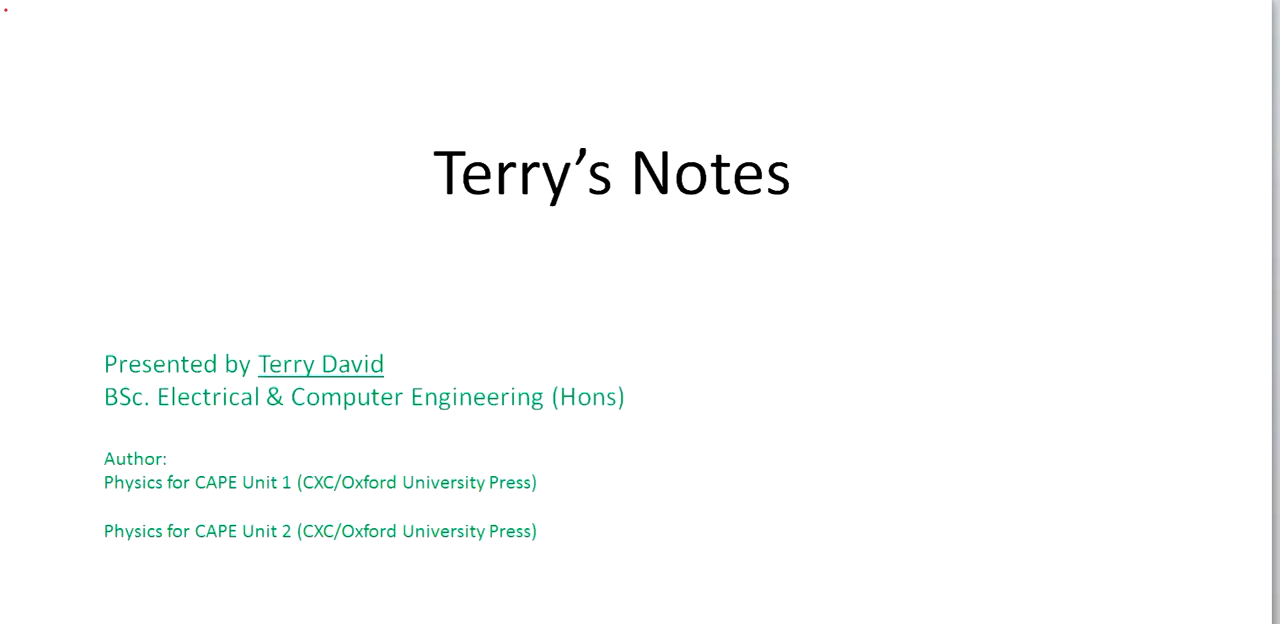 Terry’s Notes
Presented by Terry David
BSc. Electrical & Computer Engineering (Hons)
Author:
Physics for CAPE Unit 1 (CXC/Oxford University Press)
Physics for CAPE Unit 2 (CXC/Oxford University Press)